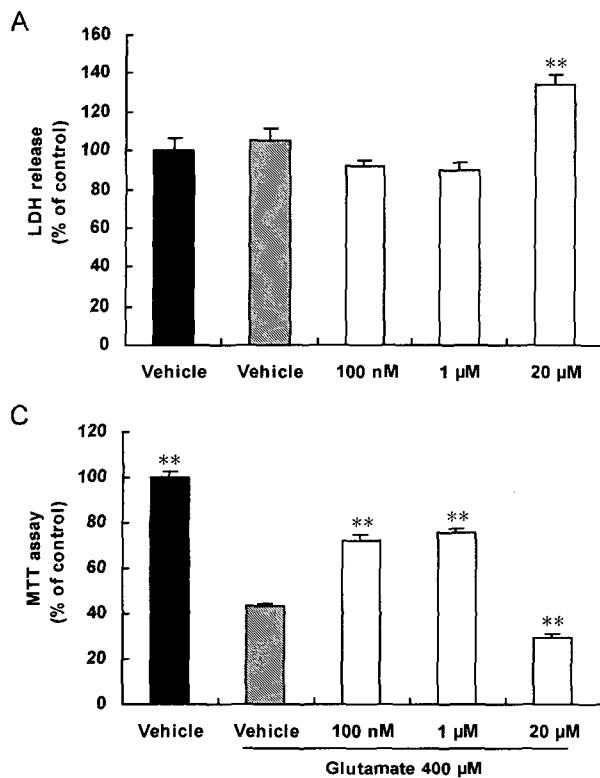 A
LDH release
(% of control)
160
140
120
100
80
60
40
20
0
**
Vehicle Vehicle 100 nM 1 µM 20 µM
C
MTT assay
(% of control)
120
100
80
60
40
20
0
** ** ** **
Vehicle Vehicle 100 nM 1 µM 20 µM
Glutamate 400 µM